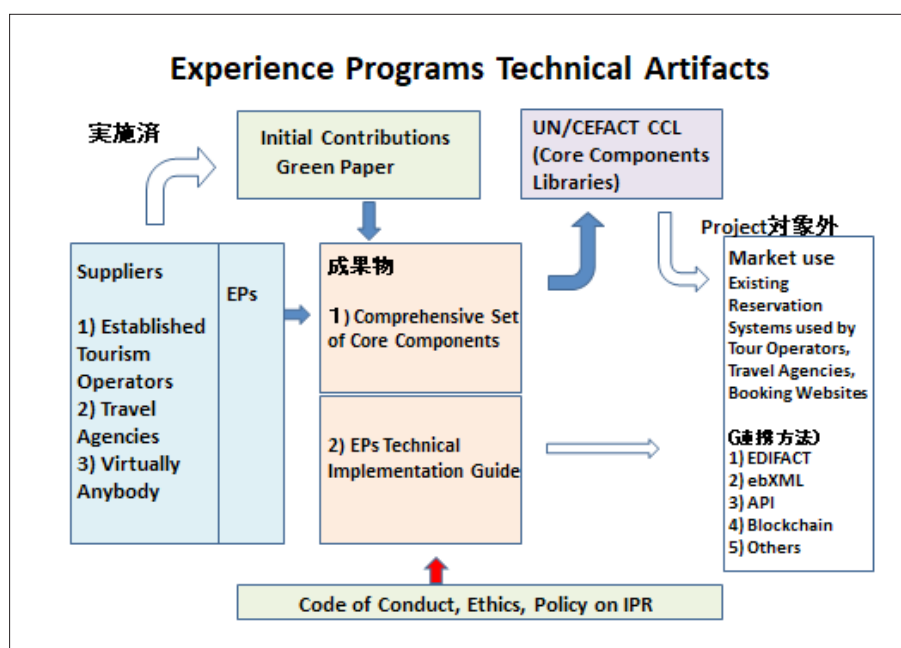 Experience Programs Technical Artifacts
実施済
Initial Contributions
Green Paper
UN/CEFACT CCL
(Core Components
Libraries)
Project対象外
Suppliers
1) Established
Tourism
Operators
2) Travel
Agencies
3) Virtually
Anybody
EPs
成果物
1) Comprehensive Set
of Core Components
2) EPs Technical
Implementation Guide
Market use
Existing
Reservation
Systems used by
Tour Operators,
Travel Agencies,
Booking Websites
(連携方法)
1) EDIFACT
2) ebXML
3) API
4) Blockchain
5) Others
Code of Conduct, Ethics, Policy on IPR